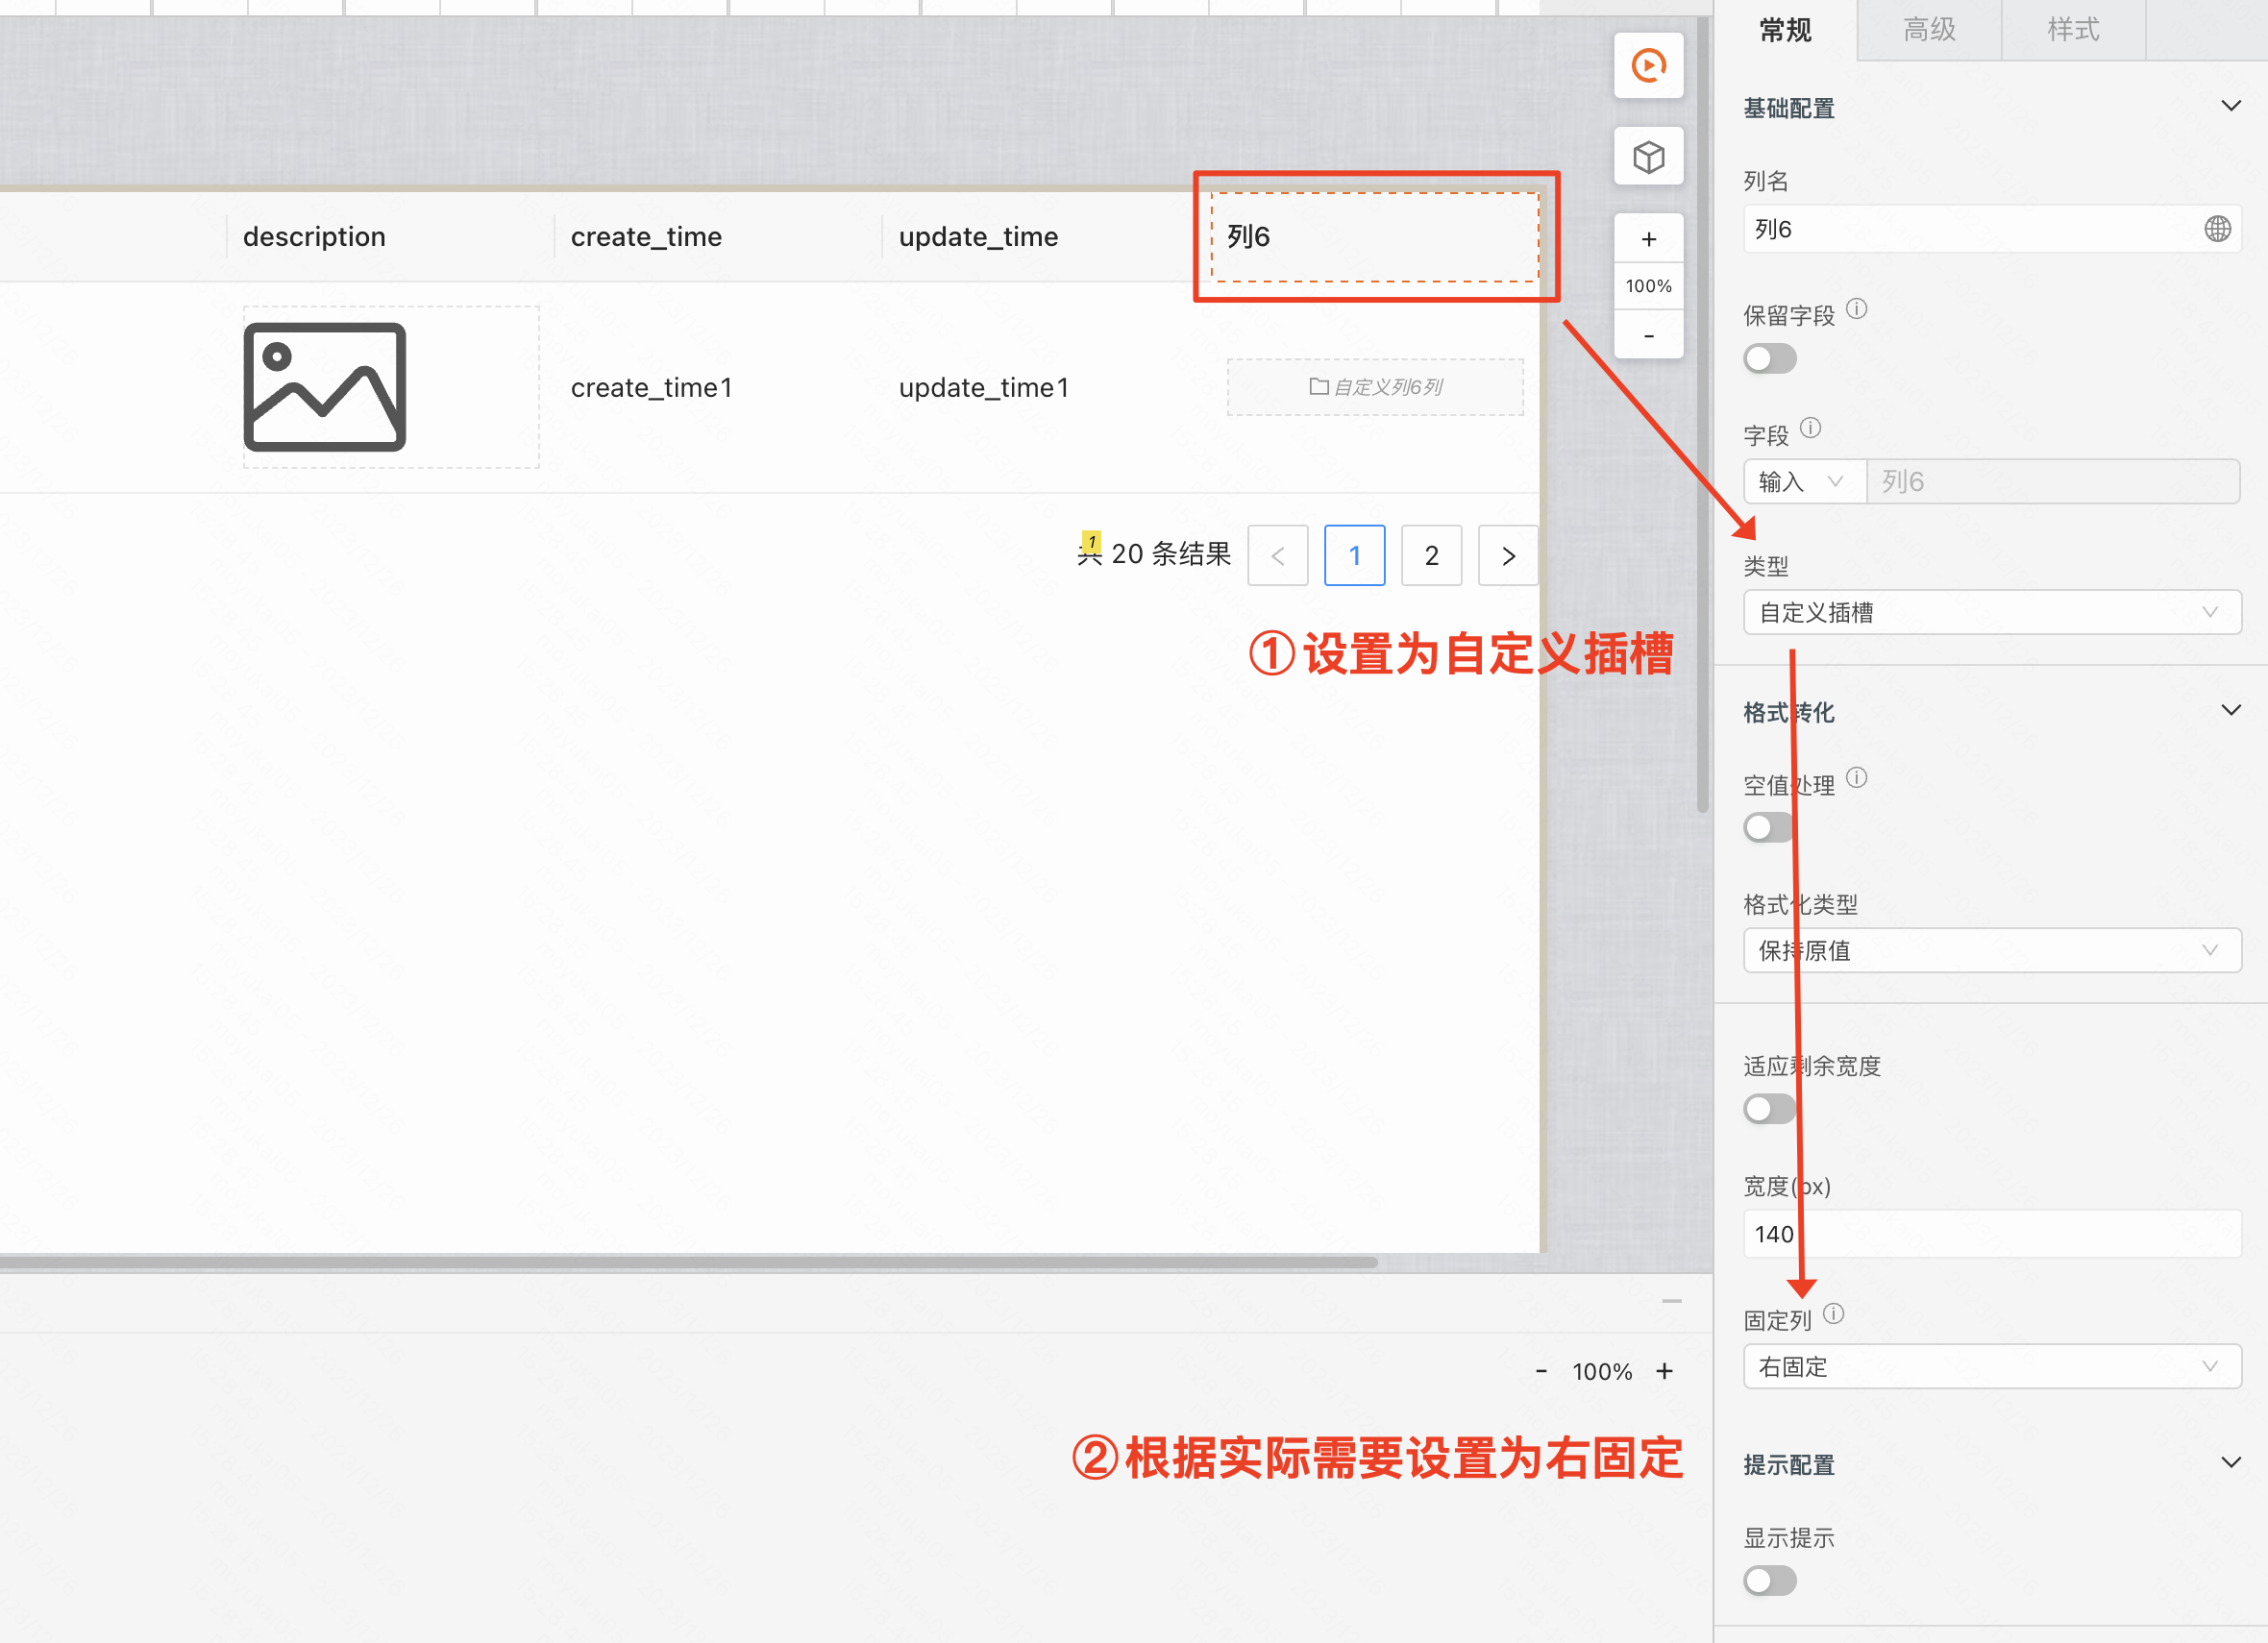 常规
高级
样式
基础配置
列名
列6
保留字段
字段
输入
列6
类型
自定义插槽
格式转化
空值处理
格式化类型
保持原值
适应剩余宽度
宽度(px)
140
固定列
右固定
提示配置
显示提示
description
create_time
update_time
列6
create_time1
update_time1
自定义列6列
1
共 20 条结果
<
1
2
>
+
100%
-
①设置为自定义插槽
- 100% +
②根据实际需要设置为右固定